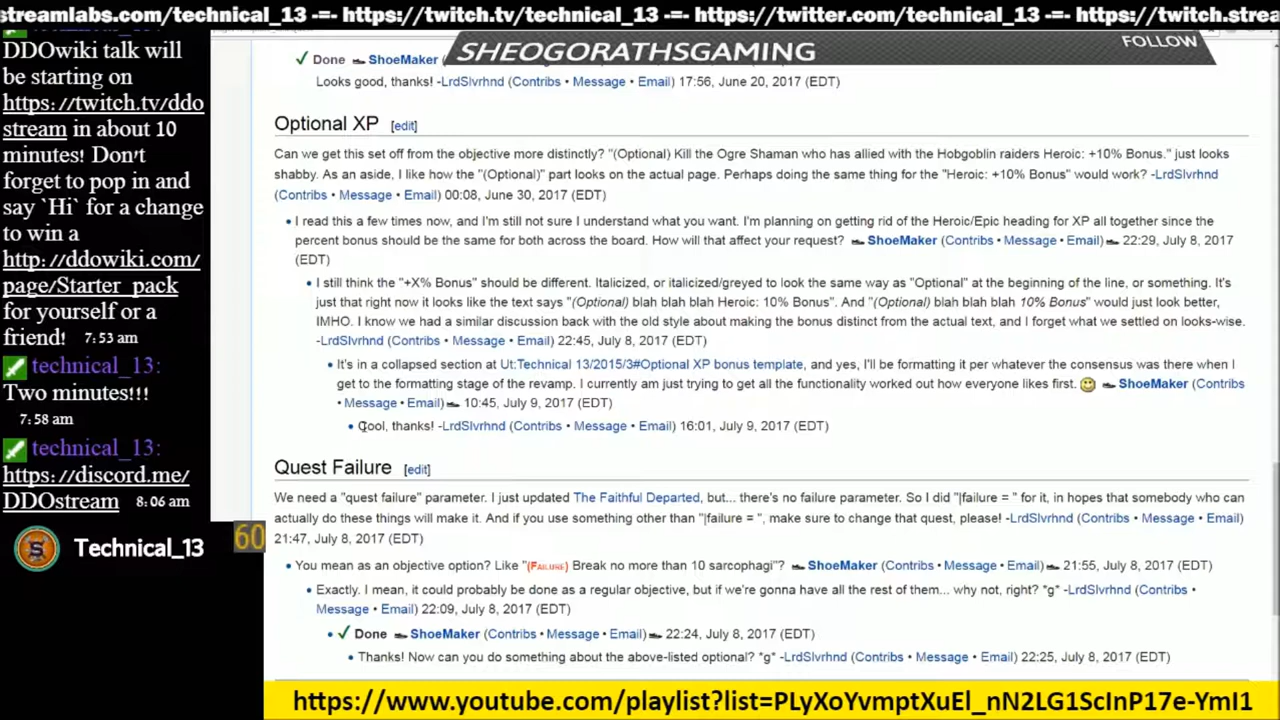 streamlabs.com/technical_13 -=- https://twitch.tv/technical_13 -=- https://twitter.com/technical_13 -=- https://twitch.strea
DDOwiki talk will
be starting on
https://twitch.tv/ddo
stream in about 10
minutes! Don't
forget to pop in and
say `Hi` for a change
to win a
http://ddowiki.com/
page/Starter_pack
for yourself or a
friend! 7:53 am
technical_13:
Two minutes!!!
7:58 am
technical_13:
https://discord.me/
DDOstream 8:06 am
Technical_13
60
SHEOGORATHSGAMING
FOLLOW
Done ShoeMaker (
Looks good, thanks! -LrdSlvrhnd (Contribs • Message • Email) 17:56, June 20, 2017 (EDT)
Optional XP [edit]
Can we get this set off from the objective more distinctly? "(Optional) Kill the Ogre Shaman who has allied with the Hobgoblin raiders Heroic: +10% Bonus." just looks
shabby. As an aside, I like how the "(Optional)" part looks on the actual page. Perhaps doing the same thing for the "Heroic: +10% Bonus" would work? -LrdSlvrhnd
(Contribs • Message • Email) 00:08, June 30, 2017 (EDT)
• I read this a few times now, and I'm still not sure I understand what you want. I'm planning on getting rid of the Heroic/Epic heading for XP all together since the
percent bonus should be the same for both across the board. How will that affect your request? ShoeMaker (Contribs • Message • Email) 22:29, July 8, 2017
(EDT)
• I still think the "+X% Bonus" should be different. Italicized, or italicized/greyed to look the same way as "Optional" at the beginning of the line, or something. It's
just that right now it looks like the text says "(Optional) blah blah blah Heroic: 10% Bonus". And "(Optional) blah blah blah 10% Bonus" would just look better,
IMHO. I know we had a similar discussion back with the old style about making the bonus distinct from the actual text, and I forget what we settled on looks-wise.
-LrdSlvrhnd (Contribs • Message • Email) 22:45, July 8, 2017 (EDT)
• It's in a collapsed section at Ut:Technical 13/2015/3#Optional XP bonus template, and yes, I'll be formatting it per whatever the consensus was there when I
get to the formatting stage of the revamp. I currently am just trying to get all the functionality worked out how everyone likes first. ShoeMaker (Contribs
• Message • Email) 10:45, July 9, 2017 (EDT)
• Cool, thanks! -LrdSlvrhnd (Contribs • Message • Email) 16:01, July 9, 2017 (EDT)
Quest Failure [edit]
We need a "quest failure" parameter. I just updated The Faithful Departed, but... there's no failure parameter. So I did "|failure = " for it, in hopes that somebody who can
actually do these things will make it. And if you use something other than "|failure = ", make sure to change that quest, please! -LrdSlvrhnd (Contribs • Message • Email)
21:47, July 8, 2017 (EDT)
• You mean as an objective option? Like "(Failure) Break no more than 10 sarcophagi"? ShoeMaker (Contribs • Message • Email) 21:55, July 8, 2017 (EDT)
• Exactly. I mean, it could probably be done as a regular objective, but if we're gonna have all the rest of them... why not, right? *g* -LrdSlvrhnd (Contribs •
Message • Email) 22:09, July 8, 2017 (EDT)
• Done ShoeMaker (Contribs • Message • Email) 22:24, July 8, 2017 (EDT)
• Thanks! Now can you do something about the above-listed optional? *g* -LrdSlvrhnd (Contribs • Message • Email) 22:25, July 8, 2017 (EDT)
https://www.youtube.com/playlist?list=PLyXoYvmptXuEl_nN2LG1ScInP17e-YmI1